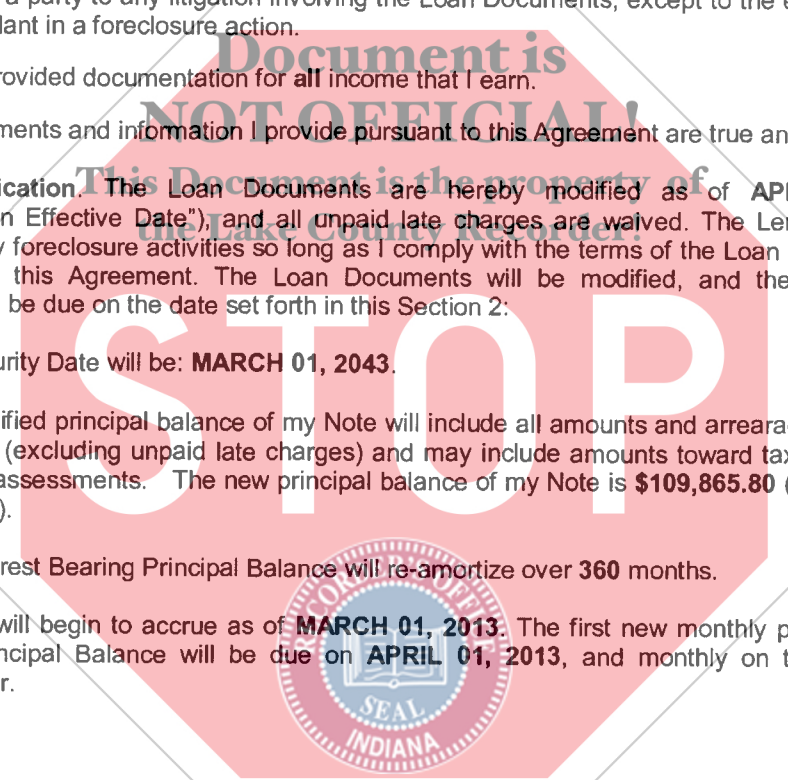 a party to any litigation involving the Loan Documents, except to the e
lant in a foreclosure action.
Document is
rovided documentation for all income that I earn.
NOT OFFICIAL!
ments and information I provide pursuant to this Agreement are true an
This Document is the property of
ication. The Loan Documents are hereby modified as of AP
n Effective Date"), and all unpaid late charges are waived. The Le
the Lake County Recorder!
y foreclosure activities so long as I comply with the terms of the Loan
this Agreement. The Loan Documents will be modified, and the
be due on the date set forth in this Section 2:
STOP
urity Date will be: MARCH 01, 2043.
ified principal balance of my Note will include all amounts and arreara
(excluding unpaid late charges) and may include amounts toward tax
assessments. The new principal balance of my Note is $109,865.80 (
).
rest Bearing Principal Balance will re-amortize over 360 months.
will begin to accrue as of MARCH 01, 2013. The first new monthly p
ncipal Balance will be due on APRIL 01, 2013, and monthly on t
r.
RECORDER'S OFFICE
SEAL
INDIANA